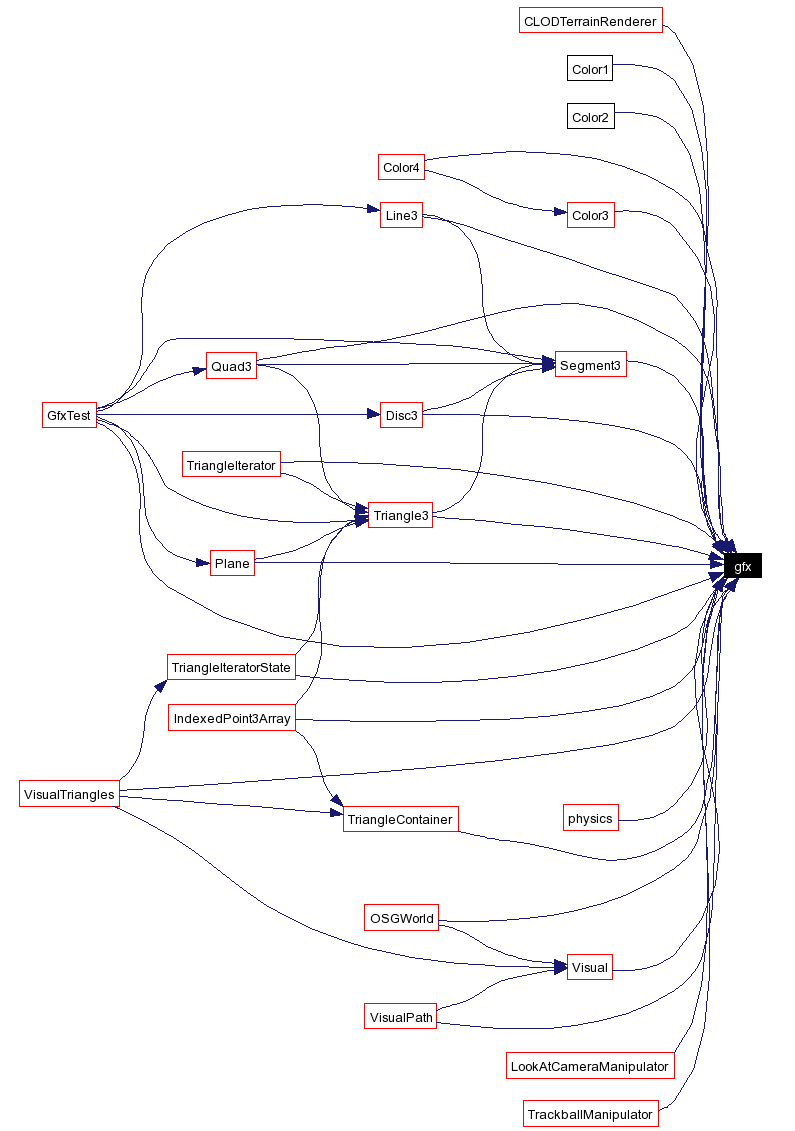 CLODTerrainRenderer
Color1
Color2
Color4
Color3
Line3
Quad3
Segment3
GfxTest
Disc3
TriangleIterator
Triangle3
Plane
gfx
TriangleIteratorState
IndexedPoint3Array
VisualTriangles
TriangleContainer
physics
OSGWorld
Visual
VisualPath
LookAtCameraManipulator
TrackballManipulator